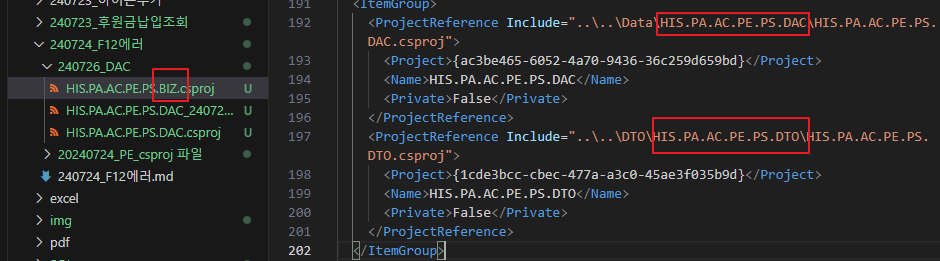 240723_후원금납입조회
240724_F12에러
240726_DAC
HIS.PA.AC.PE.PS.BIZ.csproj U
HIS.PA.AC.PE.PS.DAC_24072... U
HIS.PA.AC.PE.PS.DAC.csproj U
20240724_PE_csproj 파일
240724_F12에러.md
excel
img
pdf
191 <ItemGroup>
192 <ProjectReference Include="..\..\Data\HIS.PA.AC.PE.PS.DAC\HIS.PA.AC.PE.PS.
DAC.csproj">
193 <Project>{ac3be465-6052-4a70-9436-36c259d659bd}</Project>
194 <Name>HIS.PA.AC.PE.PS.DAC</Name>
195 <Private>False</Private>
196 </ProjectReference>
197 <ProjectReference Include="..\..\DTO\HIS.PA.AC.PE.PS.DTO\HIS.PA.AC.PE.PS.
DTO.csproj">
198 <Project>{1cde3bcc-cbec-477a-a3c0-45ae3f035b9d}</Project>
199 <Name>HIS.PA.AC.PE.PS.DTO</Name>
200 <Private>False</Private>
201 </ProjectReference>
202 </ItemGroup>